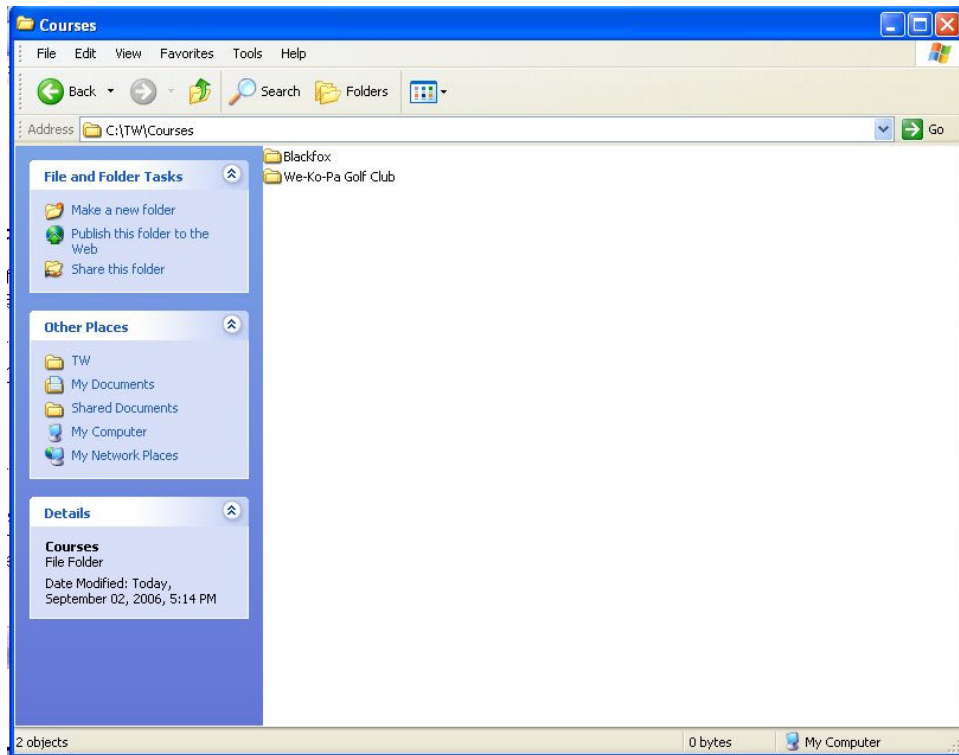 Courses
File Edit View Favorites Tools Help
Back Search Folders
Address C:\TW\Courses Go
File and Folder Tasks
Make a new folder
Publish this folder to the
Web
Share this folder
Other Places
TW
My Documents
Shared Documents
My Computer
My Network Places
Details
Courses
File Folder
Date Modified: Today,
September 02, 2006, 5:14 PM
Blackfox
We-Ko-Pa Golf Club
2 objects 0 bytes My Computer